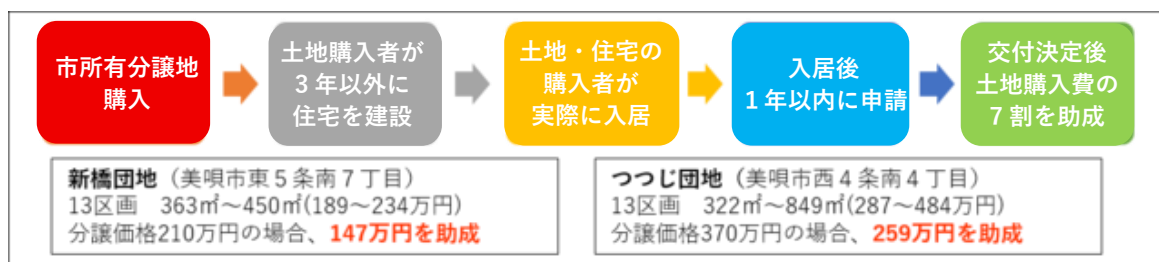 市所有分譲地
購入
土地購入者が
３年以外に
住宅を建設
土地・住宅の
購入者が
実際に入居
入居後
１年以内に申請
交付決定後
土地購入費の
７割を助成
新橋団地（美唄市東５条南７丁目）
13区画　363㎡～450㎡(189～234万円)
分譲価格210万円の場合、147万円を助成
つつじ団地（美唄市西４条南４丁目）
13区画　322㎡～849㎡(287～484万円)
分譲価格370万円の場合、259万円を助成